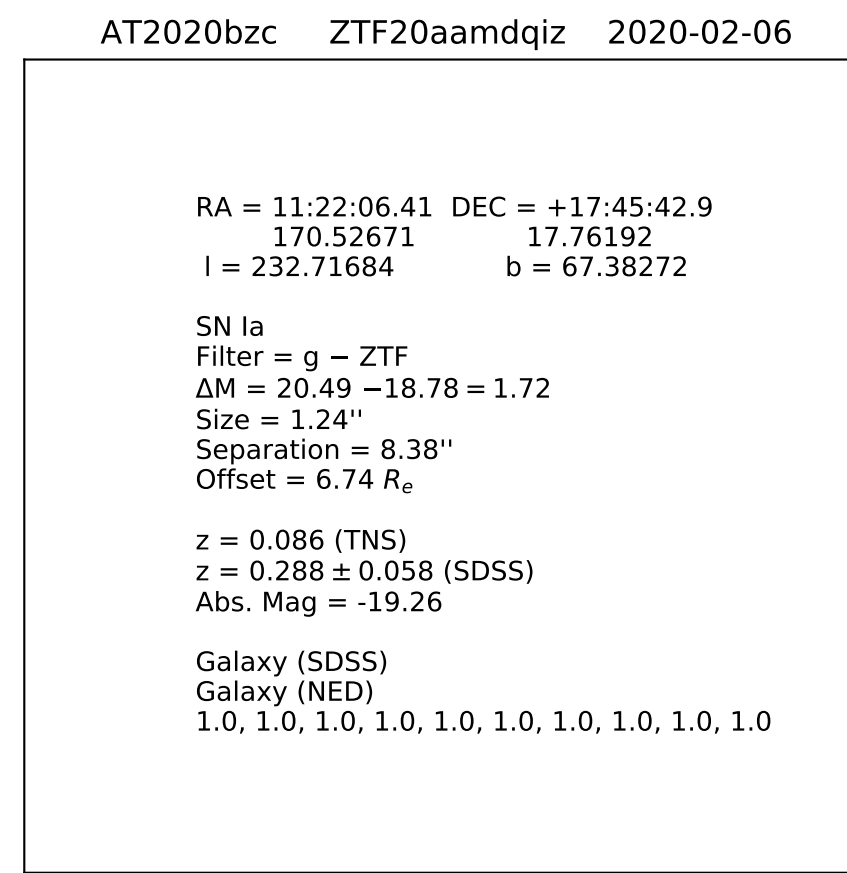 AT2020bzc ZTF20aamdqiz 2020-02-06
RA = 11:22:06.41 DEC = +17:45:42.9
170.52671 17.76192
l = 232.71684 b = 67.38272
SN Ia
Filter = g − ZTF
ΔM = 20.49 −18.78 = 1.72
Size = 1.24''
Separation = 8.38''
Offset = 6.74 Re
z = 0.086 (TNS)
z = 0.288 ± 0.058 (SDSS)
Abs. Mag = -19.26
Galaxy (SDSS)
Galaxy (NED)
1.0, 1.0, 1.0, 1.0, 1.0, 1.0, 1.0, 1.0, 1.0, 1.0